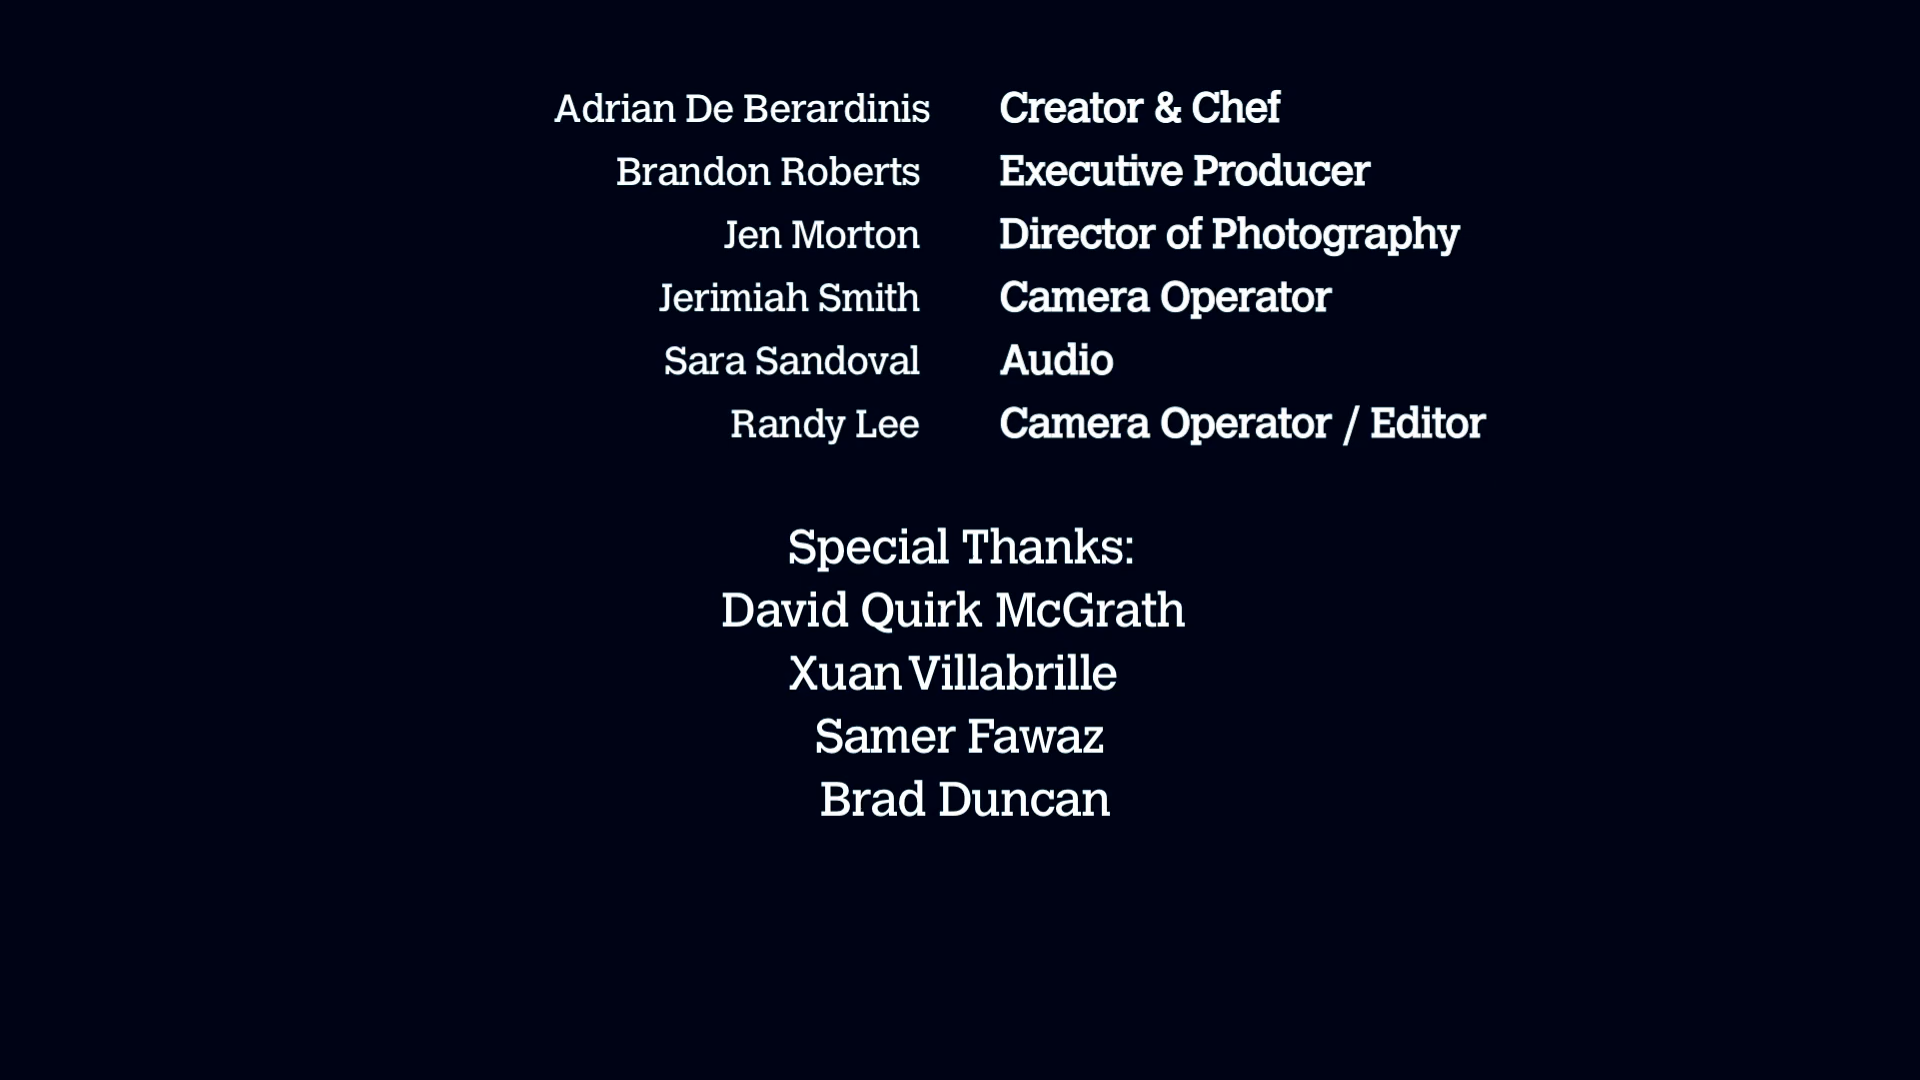 Adrian De Berardinis Creator & Chef
Brandon Roberts Executive Producer
Jen Morton Director of Photography
Jerimiah Smith Camera Operator
Sara Sandoval Audio
Randy Lee Camera Operator / Editor
Special Thanks:
David Quirk McGrath
Xuan Villabrille
Samer Fawaz
Brad Duncan